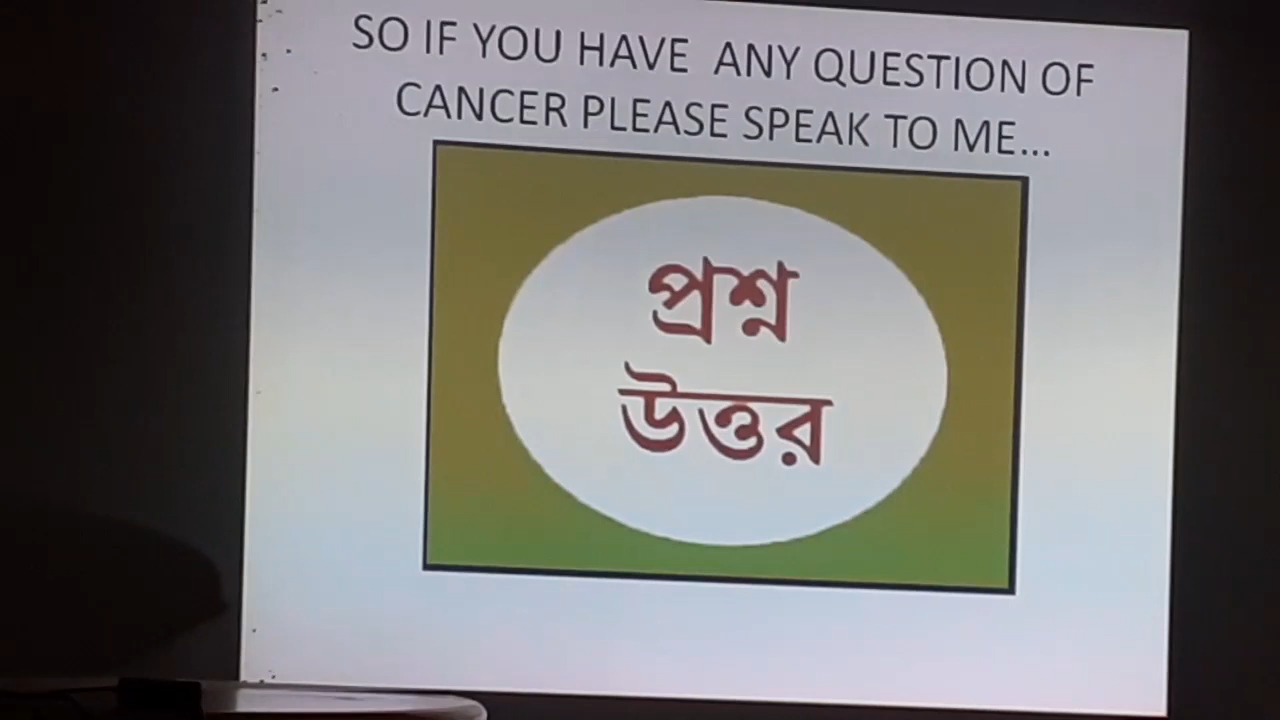 SO IF YOU HAVE ANY QUESTION OF
CANCER PLEASE SPEAK TO ME...
প্রশ্ন
উত্তর